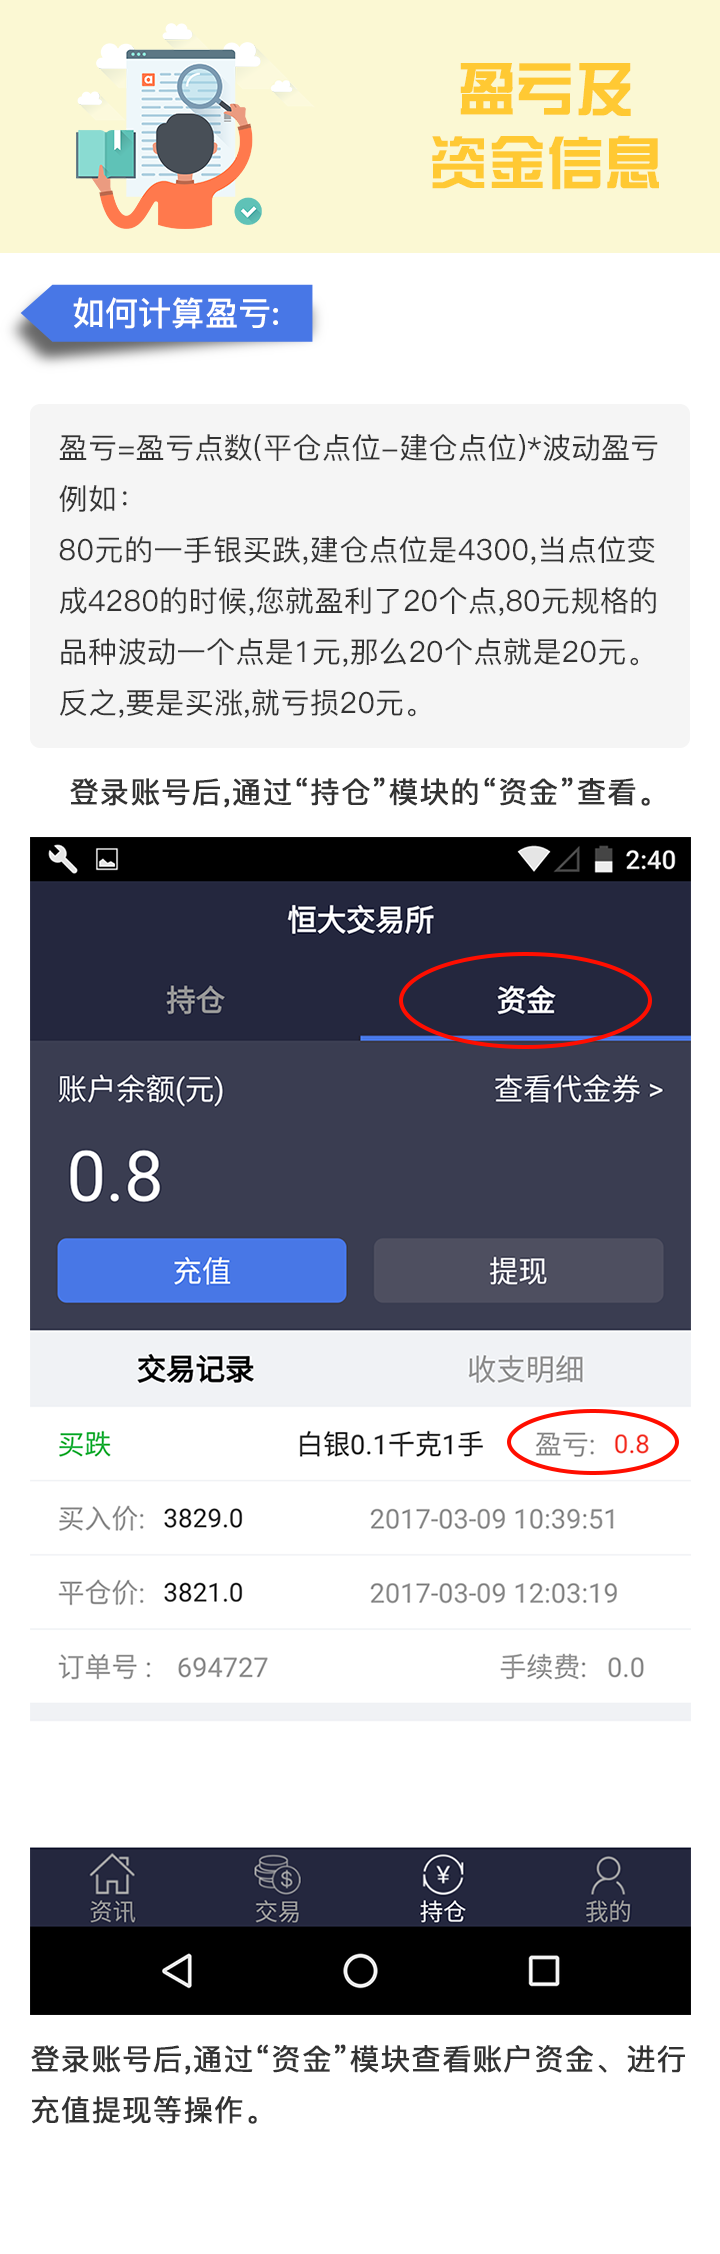 盈亏及
资金信息
如何计算盈亏:
盈亏=盈亏点数(平仓点位-建仓点位)*波动盈亏
例如：
80元的一手银买跌,建仓点位是4300,当点位变
成4280的时候,您就盈利了20个点,80元规格的
品种波动一个点是1元,那么20个点就是20元。
反之,要是买涨,就亏损20元。
登录账号后,通过“持仓”模块的“资金”查看。
2:40
恒大交易所
持仓 资金
账户余额(元) 查看代金券 >
0.8
充值 提现
交易记录 收支明细
买跌 白银0.1千克1手 盈亏: 0.8
买入价: 3829.0 2017-03-09 10:39:51
平仓价: 3821.0 2017-03-09 12:03:19
订单号： 694727 手续费: 0.0
资讯 交易 持仓 我的
登录账号后,通过“资金”模块查看账户资金、进行
充值提现等操作。